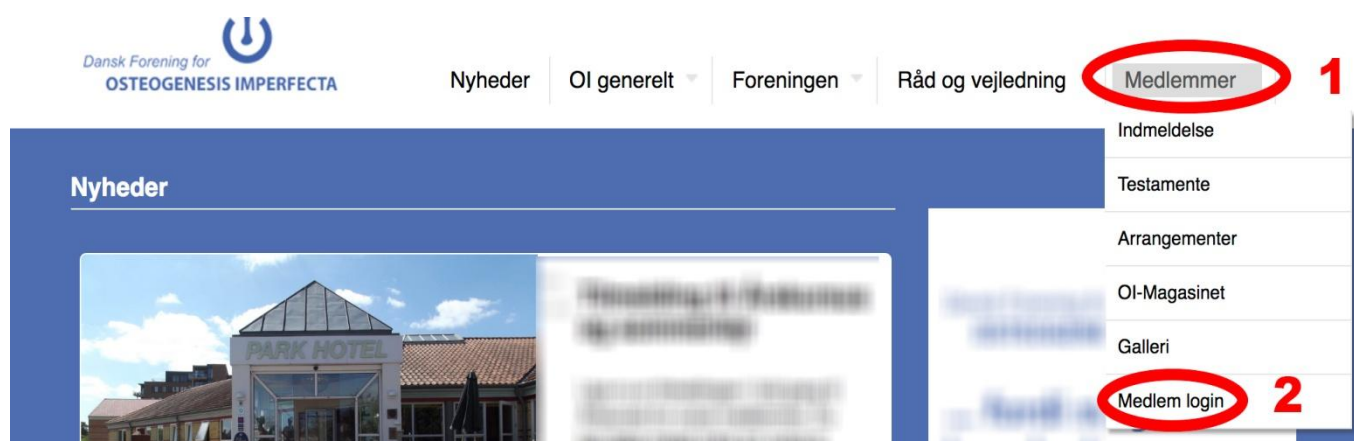 Dansk Forening for
OSTEOGENESIS IMPERFECTA
Nyheder OI generelt Foreningen Råd og vejledning Medlemmer 1
Indmeldelse
Nyheder
Testamente
Arrangementer
OI-Magasinet
PARK HOTEL
Galleri
Medlem login 2